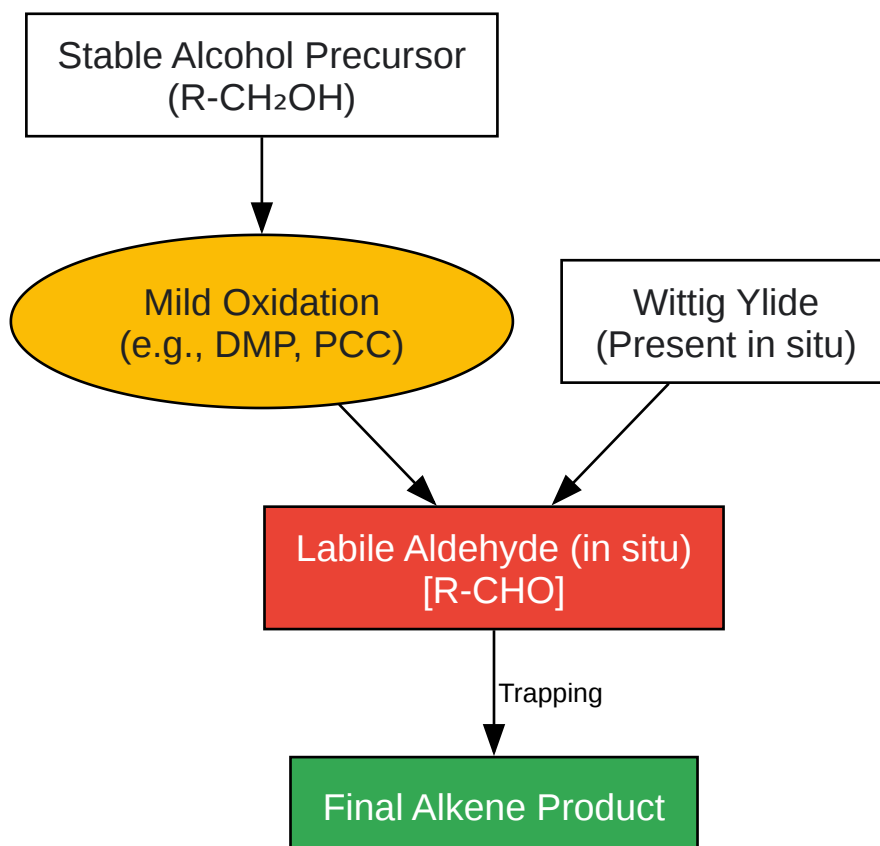 Stable Alcohol Precursor
(R-CH₂OH)
Mild Oxidation
(e.g., DMP, PCC)
Wittig Ylide
(Present in situ)
Labile Aldehyde (in situ)
[R-CHO]
Trapping
Final Alkene Product